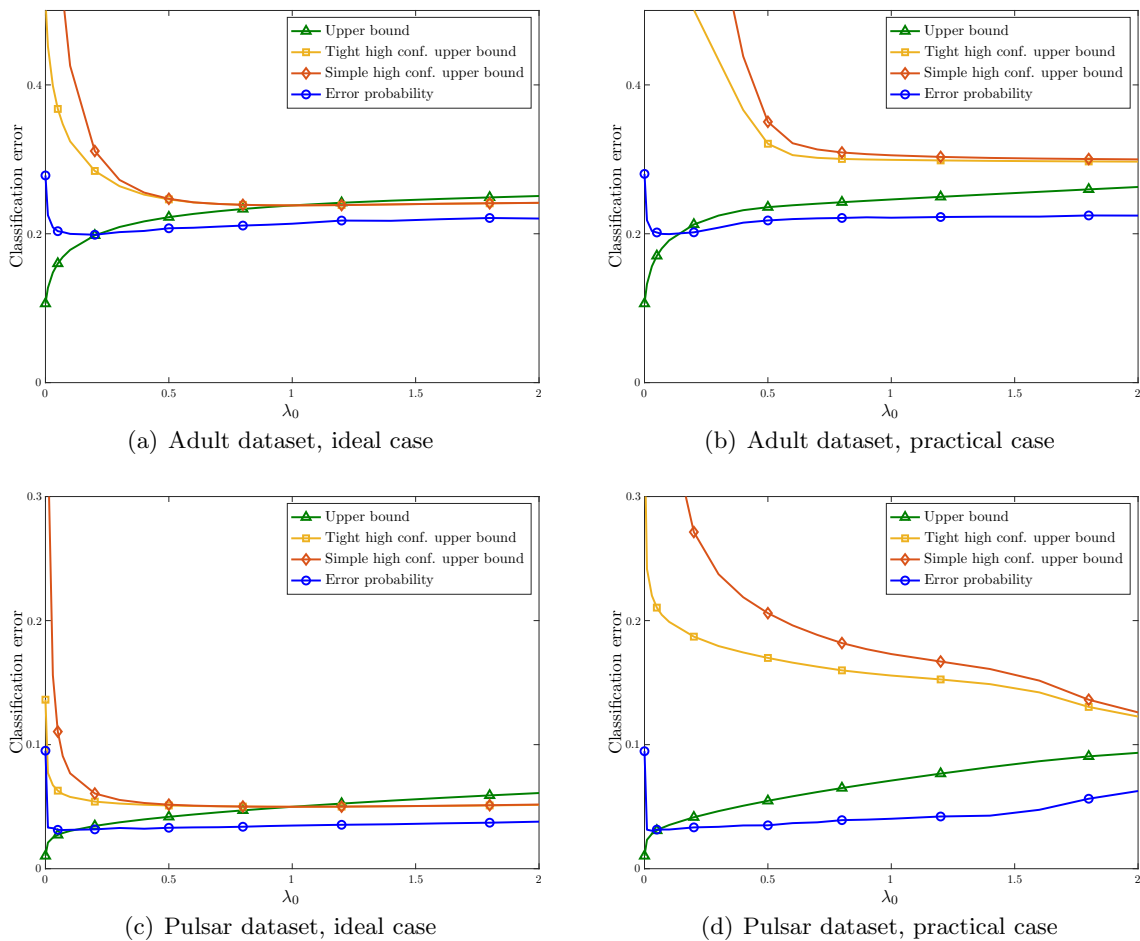 Upper bound
Tight high conf. upper bound
Simple high conf. upper bound
Error probability
Classification error
0.4
0.2
0
0 0.5 1 1.5 2
λ0
(a) Adult dataset, ideal case
Upper bound
Tight high conf. upper bound
Simple high conf. upper bound
Error probability
Classification error
0.4
0.2
0
0 0.5 1 1.5 2
λ0
(b) Adult dataset, practical case
0.3
Upper bound
Tight high conf. upper bound
Simple high conf. upper bound
Error probability
Classification error
0.2
0.1
0
0 0.5 1 1.5 2
λ0
(c) Pulsar dataset, ideal case
0.3
Upper bound
Tight high conf. upper bound
Simple high conf. upper bound
Error probability
Classification error
0.2
0.1
0
0 0.5 1 1.5 2
λ0
(d) Pulsar dataset, practical case